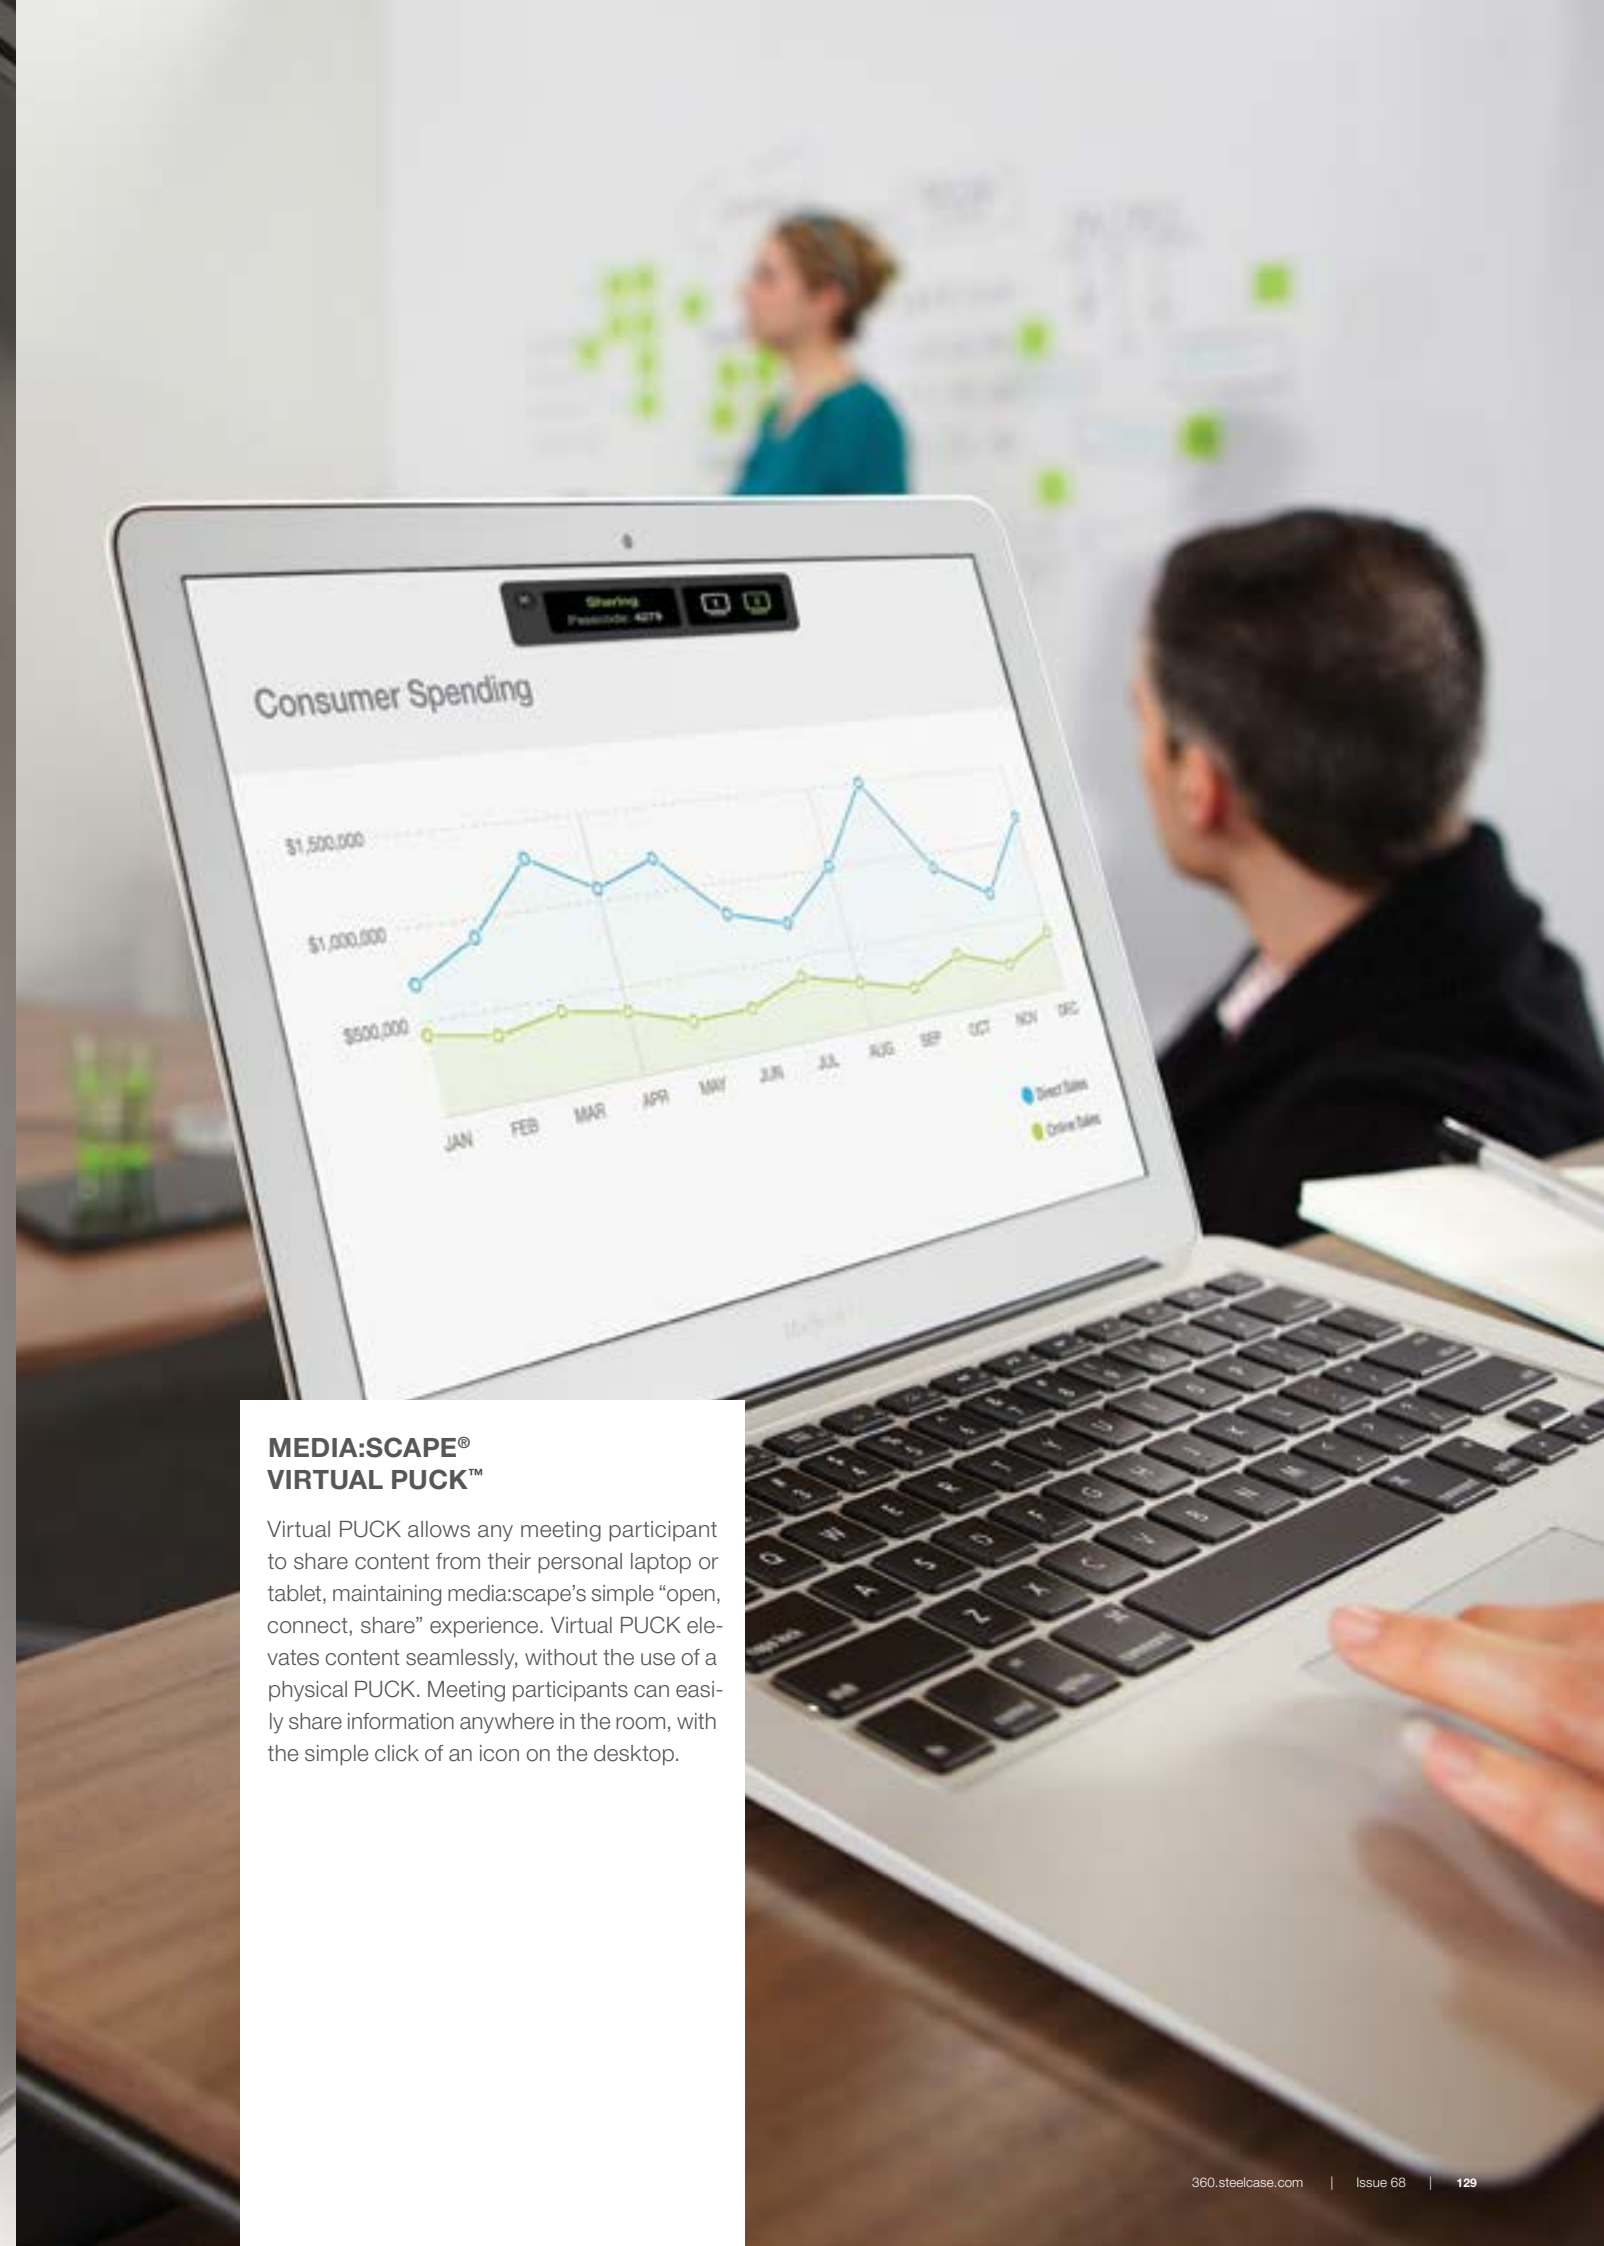 Sharing
Passcode: 4279
Consumer Spending
$1,500,000
$1,000,000
$500,000
JAN FEB MAR APR MAY JUN JUL AUG SEP OCT NOV DEC
Direct Sales
Online Sales
MEDIA:SCAPE®
VIRTUAL PUCK™
Virtual PUCK allows any meeting participant
to share content from their personal laptop or
tablet, maintaining media:scape’s simple “open,
connect, share” experience. Virtual PUCK ele-
vates content seamlessly, without the use of a
physical PUCK. Meeting participants can easi-
ly share information anywhere in the room, with
the simple click of an icon on the desktop.
360.steelcase.com | Issue 68 | 129